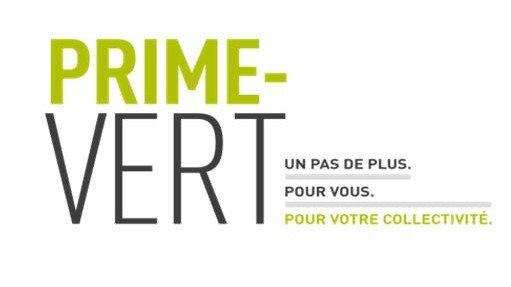 PRIME-
VERT
UN PAS DE PLUS.
POUR VOUS.
POUR VOTRE COLLECTIVITÉ.